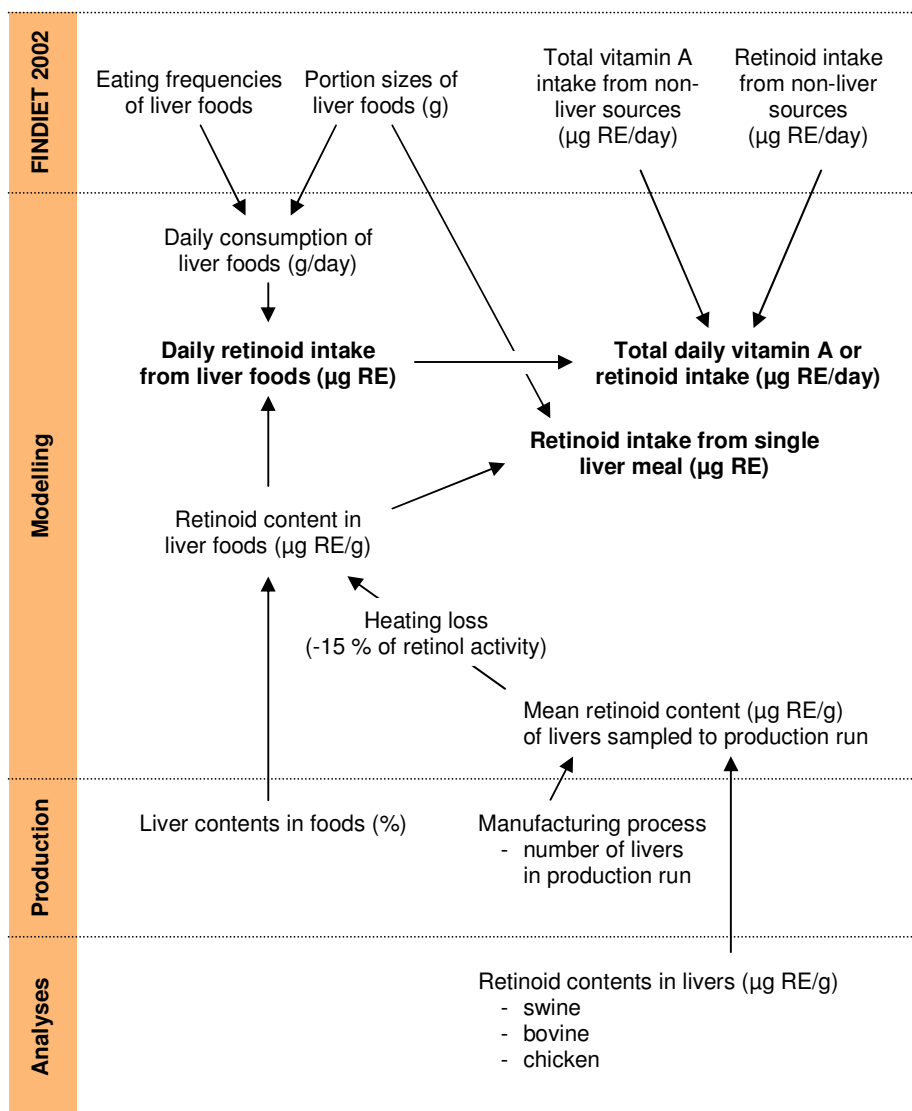 FINDIET 2002
Eating frequencies
of liver foods
Portion sizes of
liver foods (g)
Total vitamin A
intake from non-
liver sources
(µg RE/day)
Retinoid intake
from non-liver
sources
(µg RE/day)
Modelling
Daily consumption of
liver foods (g/day)
Daily retinoid intake
from liver foods (µg RE)
Total daily vitamin A or
retinoid intake (µg RE/day)
Retinoid intake from single
liver meal (µg RE)
Retinoid content in
liver foods (µg RE/g)
Heating loss
(-15 % of retinol activity)
Mean retinoid content (µg RE/g)
of livers sampled to production run
Production
Liver contents in foods (%)
Manufacturing process
- number of livers
in production run
Analyses
Retinoid contents in livers (µg RE/g)
- swine
- bovine
- chicken